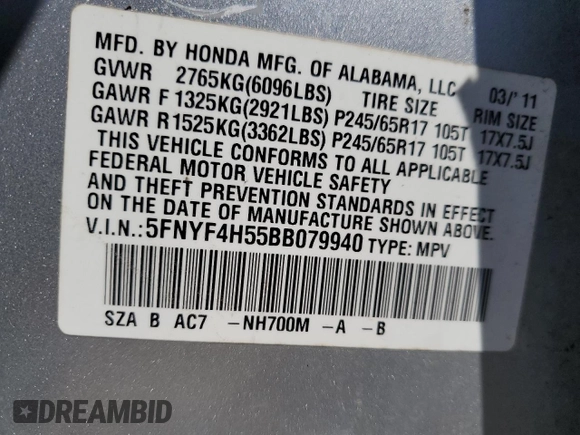 MFD. BY HONDA MFG. OF ALABAMA, LLC 03/'11
GVWR 2765KG(6096LBS) TIRE SIZE RIM SIZE
GAWR F 1325KG(2921LBS) P245/65R17 105T 17X7.5J
GAWR R 1525KG(3362LBS) P245/65R17 105T 17X7.5J
THIS VEHICLE CONFORMS TO ALL APPLICABLE
FEDERAL MOTOR VEHICLE SAFETY
AND THEFT PREVENTION STANDARDS IN EFFECT
ON THE DATE OF MANUFACTURE SHOWN ABOVE.
V.I.N.: 5FNYF4H55BB079940 TYPE: MPV
SZA B AC7 -NH700M -A -B
DREAMBID